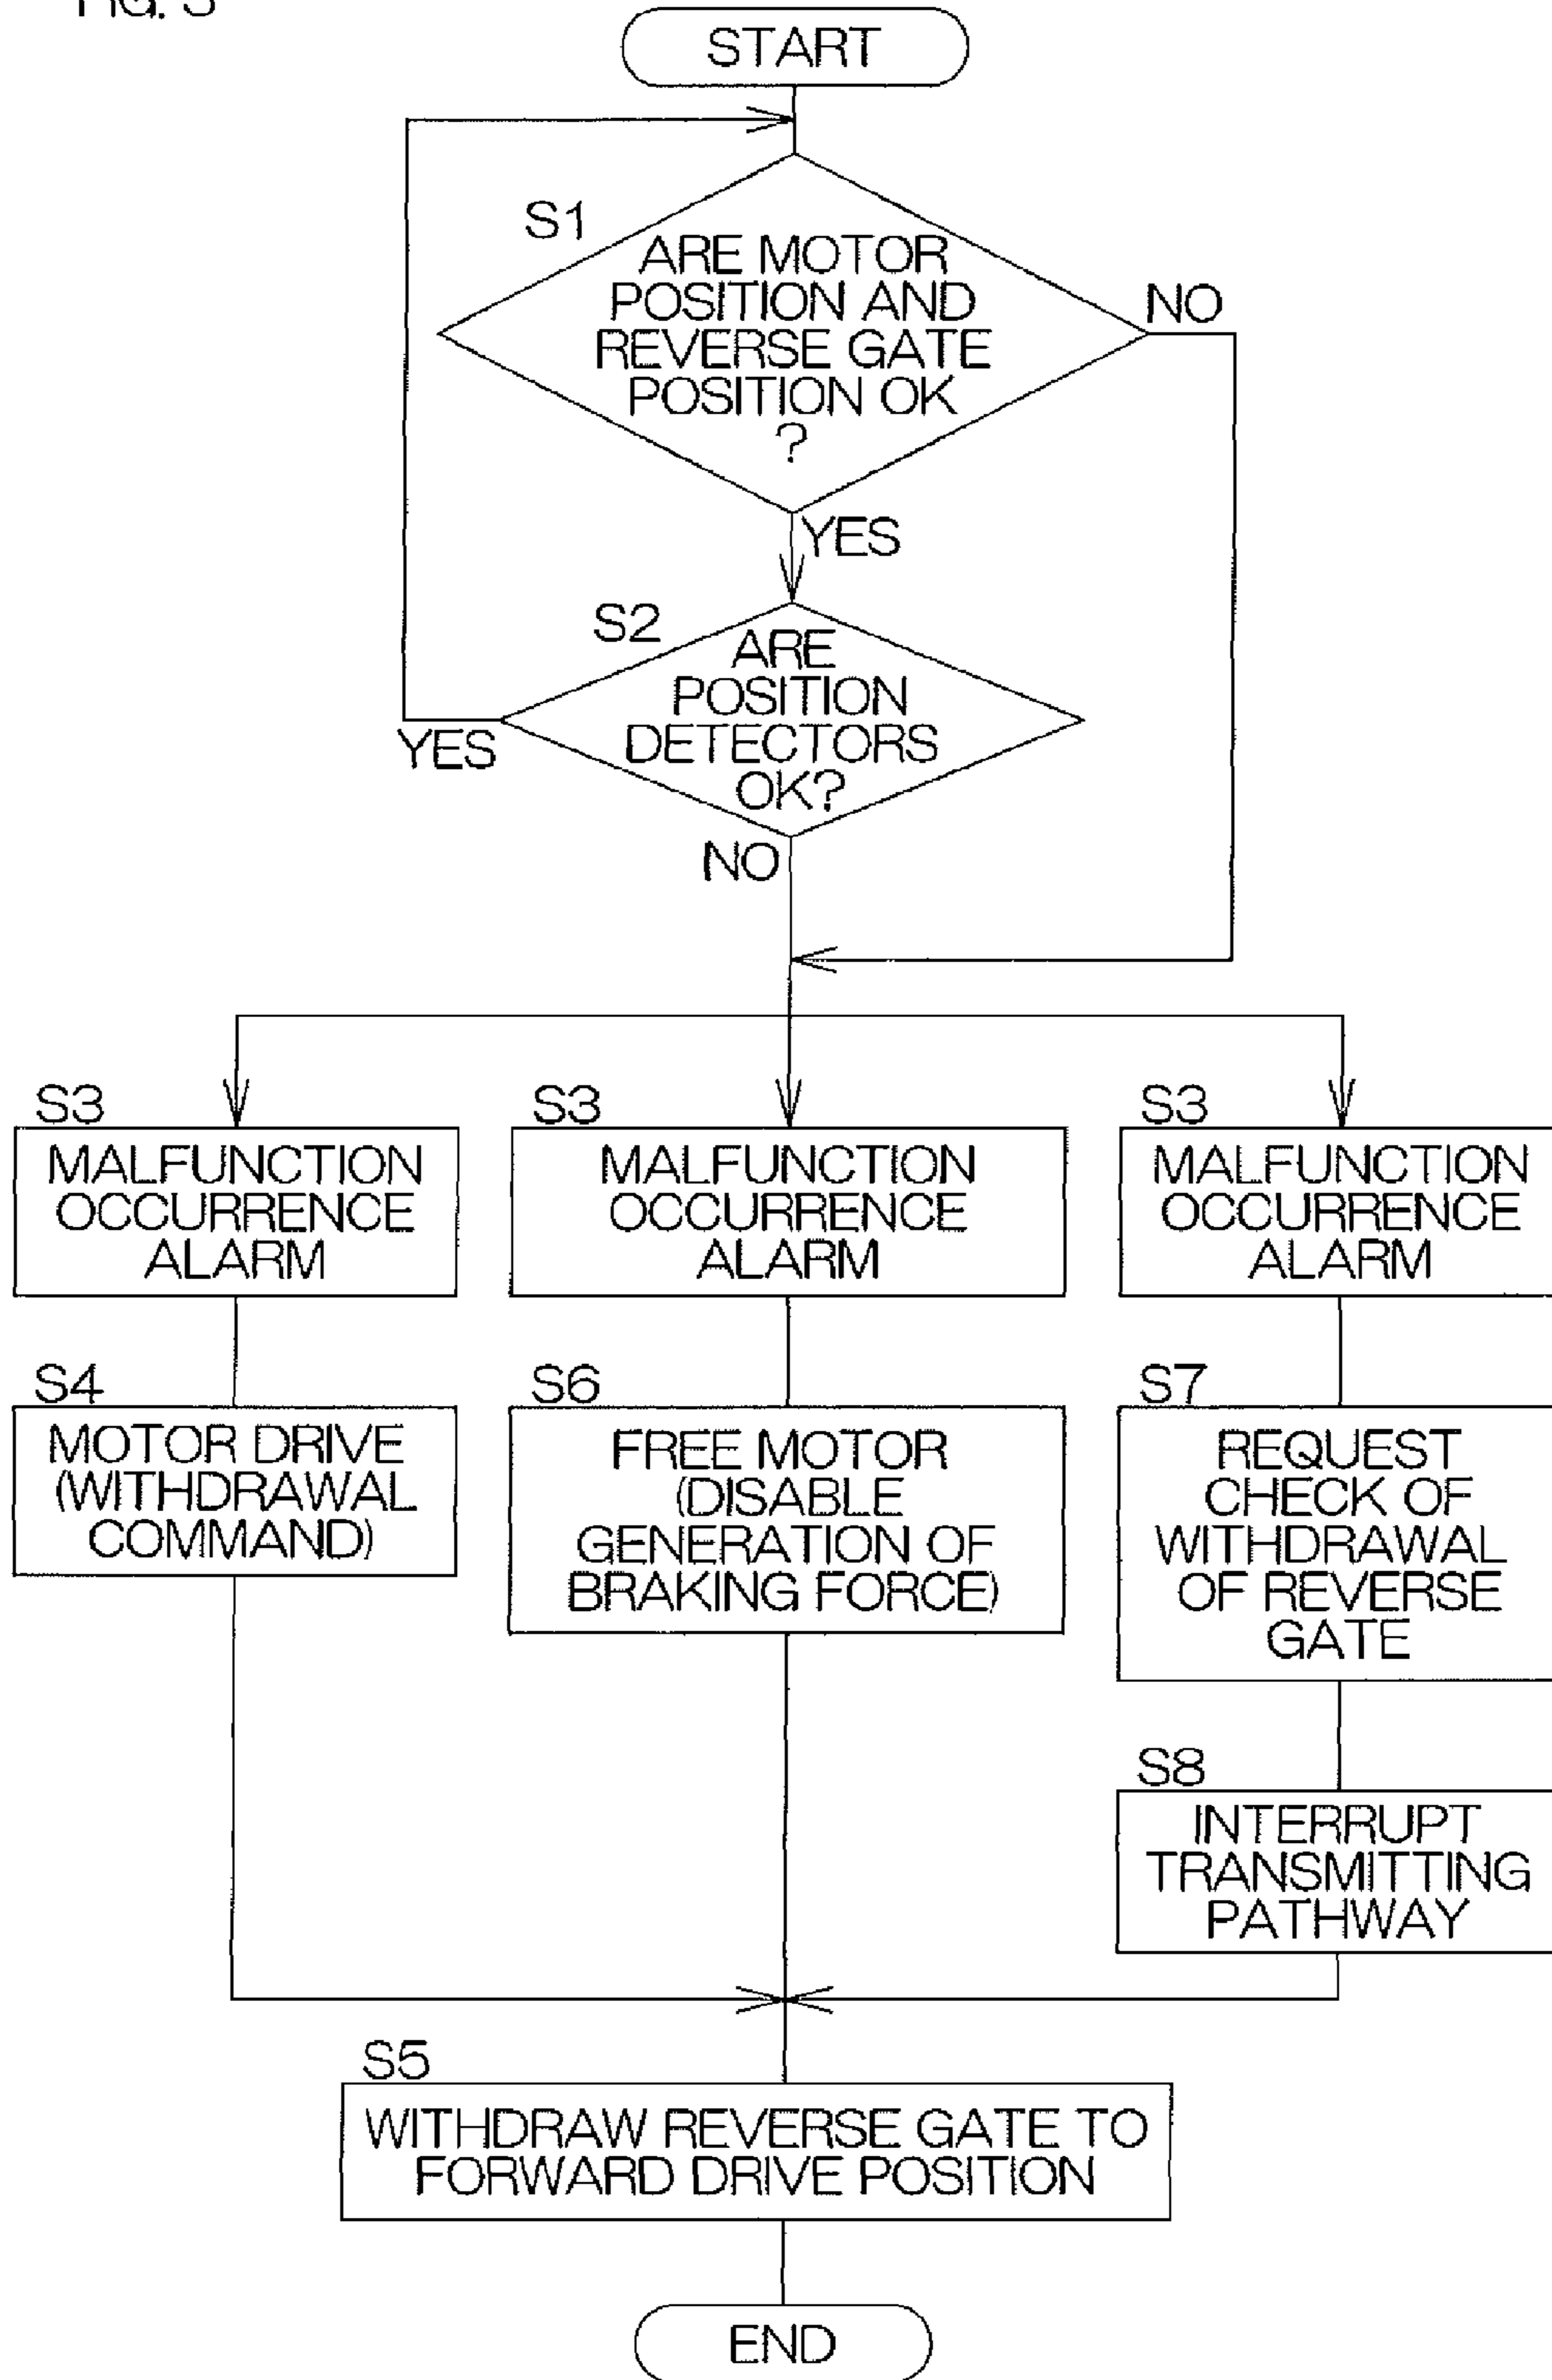 START
S1
ARE MOTOR
POSITION AND
REVERSE GATE
POSITION OK
?
NO
YES
S2
ARE
POSITION
DETECTORS
OK?
YES
NO
S3
MALFUNCTION
OCCURRENCE
ALARM
S3
MALFUNCTION
OCCURRENCE
ALARM
S3
MALFUNCTION
OCCURRENCE
ALARM
S4
MOTOR DRIVE
(WITHDRAWAL
COMMAND)
S6
FREE MOTOR
(DISABLE
GENERATION OF
BRAKING FORCE)
S7
REQUEST
CHECK OF
WITHDRAWAL
OF REVERSE
GATE
S8
INTERRUPT
TRANSMITTING
PATHWAY
S5
WITHDRAW REVERSE GATE TO
FORWARD DRIVE POSITION
END